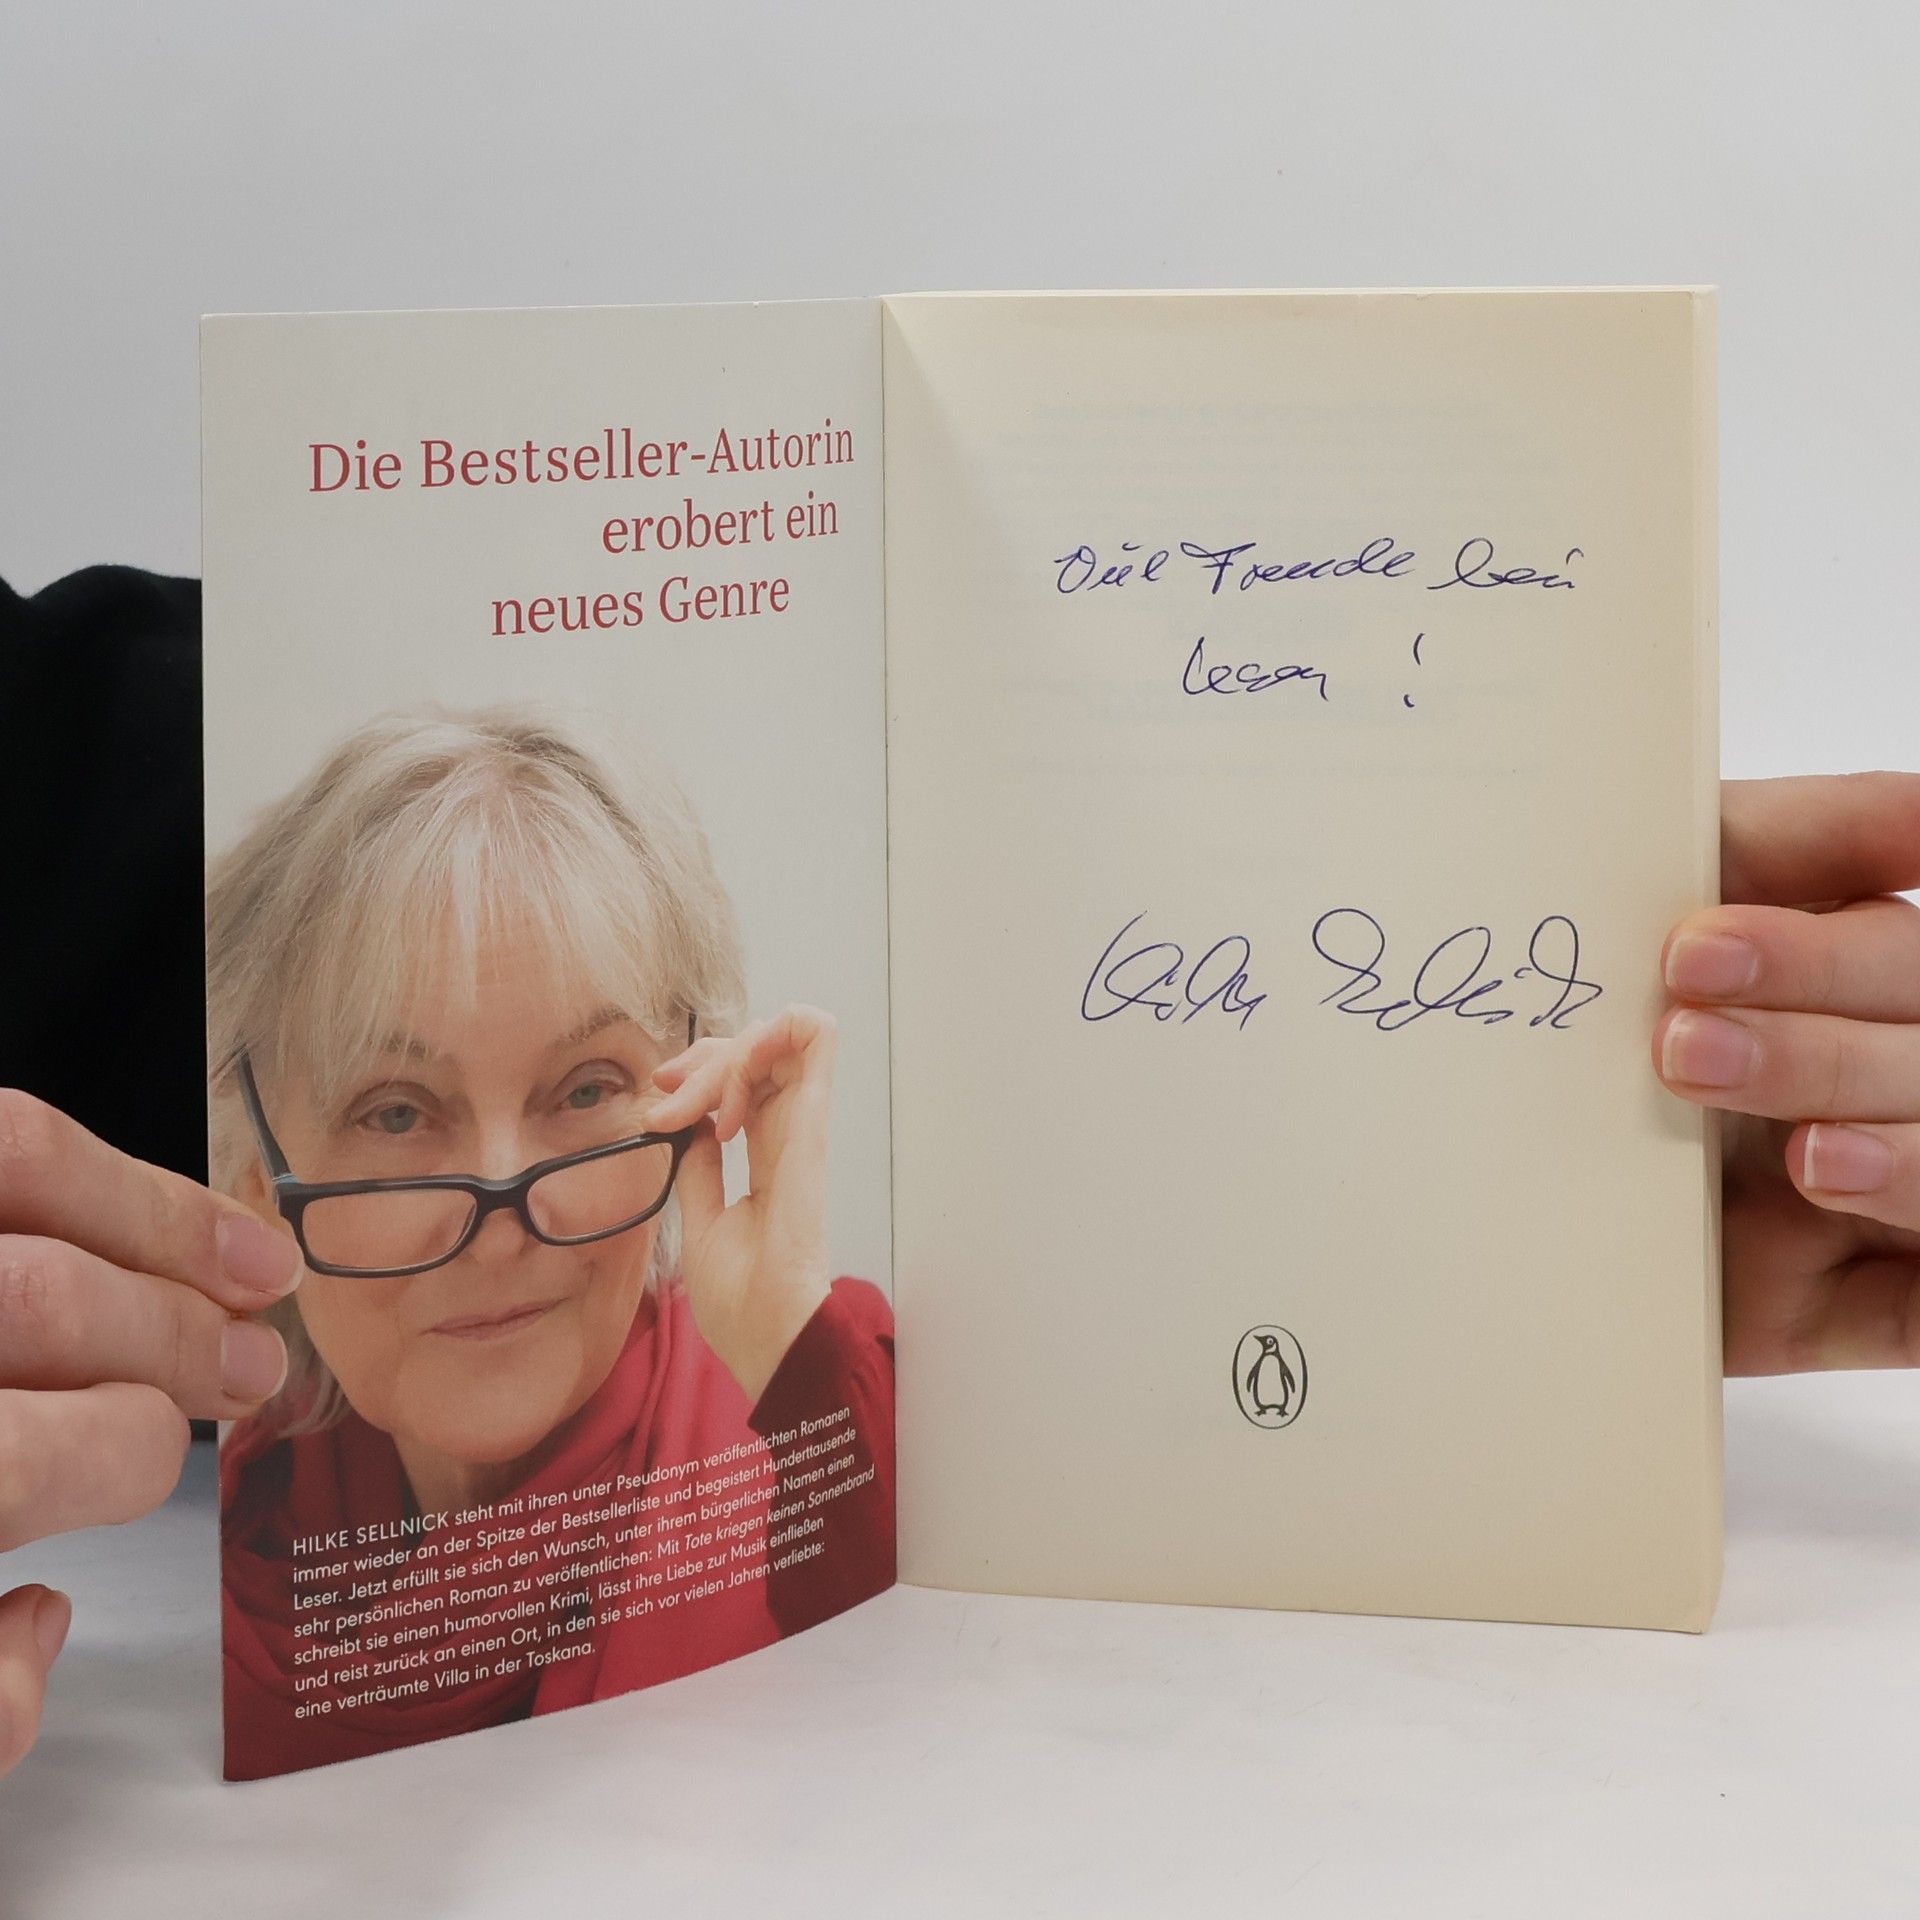 Die Bestseller-Autorin
erobert ein
neues Genre
HILKE SELLNICK steht mit ihren unter Pseudonym veröffentlichten Romanen
immer wieder an der Spitze der Bestsellerliste und begeistert Hunderttausende
Leser. Jetzt erfüllt sie sich den Wunsch, unter ihrem bürgerlichen Namen einen
sehr persönlichen Roman zu veröffentlichen: Mit Tote kriegen keinen Sonnenbrand
schreibt sie einen humorvollen Krimi, lässt ihre Liebe zur Musik einfließen
und reist zurück an einen Ort, in den sie sich vor vielen Jahren verliebte:
eine verträumte Villa in der Toskana.
Viel Freude beim
Lesen !
Hilke Sellnick